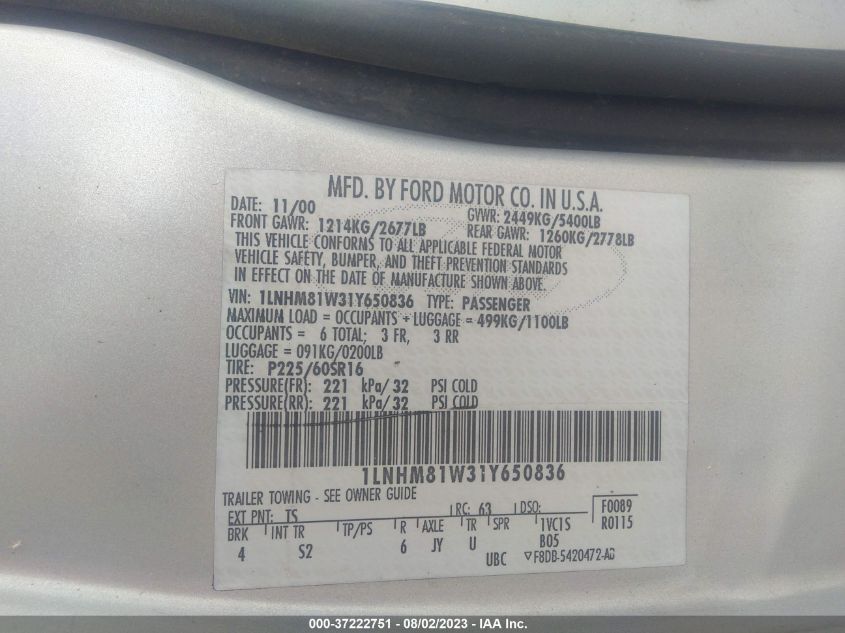 MFD. BY FORD MOTOR CO. IN U.S.A.
DATE: 11/00 GVWR: 2449KG/5400LB
FRONT GAWR: 1214KG/2677LB REAR GAWR: 1260KG/2778LB
THIS VEHICLE CONFORMS TO ALL APPLICABLE FEDERAL MOTOR
VEHICLE SAFETY, BUMPER, AND THEFT PREVENTION STANDARDS
IN EFFECT ON THE DATE OF MANUFACTURE SHOWN ABOVE.
VIN: 1LNHM81W31Y650836 TYPE: PASSENGER
MAXIMUM LOAD = OCCUPANTS + LUGGAGE = 499KG/1100LB
OCCUPANTS = 6 TOTAL; 3 FR, 3 RR
LUGGAGE = 091KG/0200LB
TIRE: P225/60SR16
PRESSURE(FR): 221 kPa/32 PSI COLD
PRESSURE(RR): 221 kPa/32 PSI COLD
1LNHM81W31Y650836
TRAILER TOWING - SEE OWNER GUIDE
EXT PNT: TS RC: 63 DSO: F0089
BRK INT TR TP/PS R AXLE TR SPR 1VC1S R0115
4 S2 6 JY U B05
UBC ▽F8DB-5420472-AB
000-37222751 - 08/02/2023 - IAA Inc.